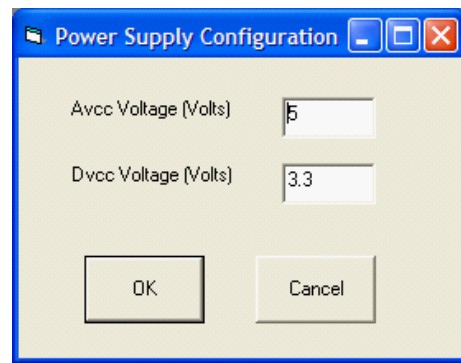 Power Supply Configuration
Avcc Voltage (Volts) 5
Dvcc Voltage (Volts) 3.3
OK Cancel